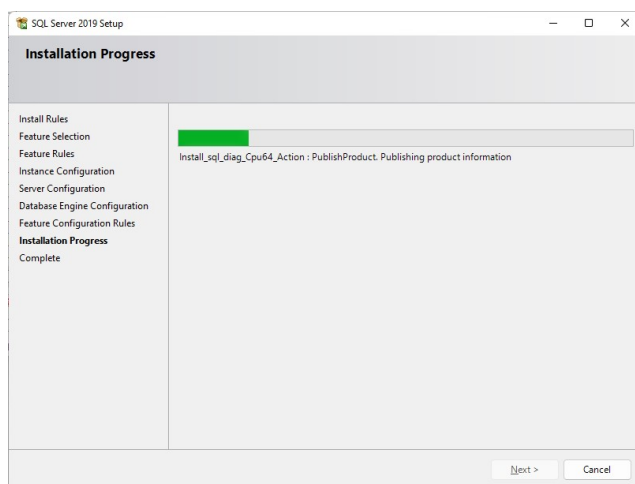 SQL Server 2019 Setup
Installation Progress
Install Rules
Feature Selection
Feature Rules
Instance Configuration
Server Configuration
Database Engine Configuration
Feature Configuration Rules
Installation Progress
Complete
Install_sql_diag_Cpu64_Action : PublishProduct. Publishing product information
Next >
Cancel